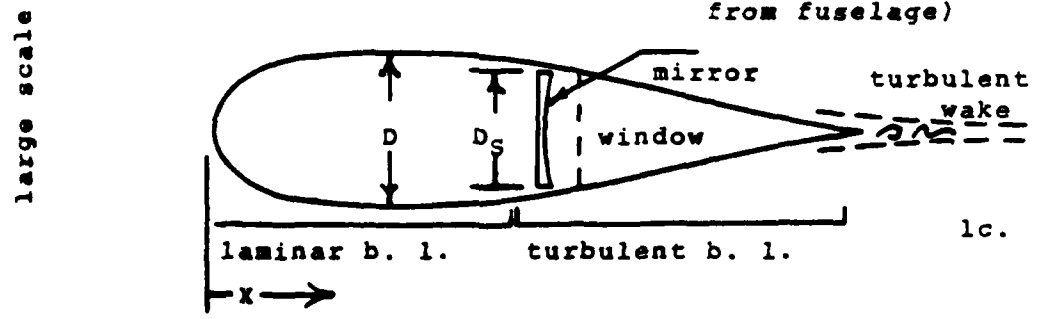 large scale
from fuselage)
mirror
turbulent
wake
D
D_S
window
lc.
laminar b. l.
turbulent b. l.
X